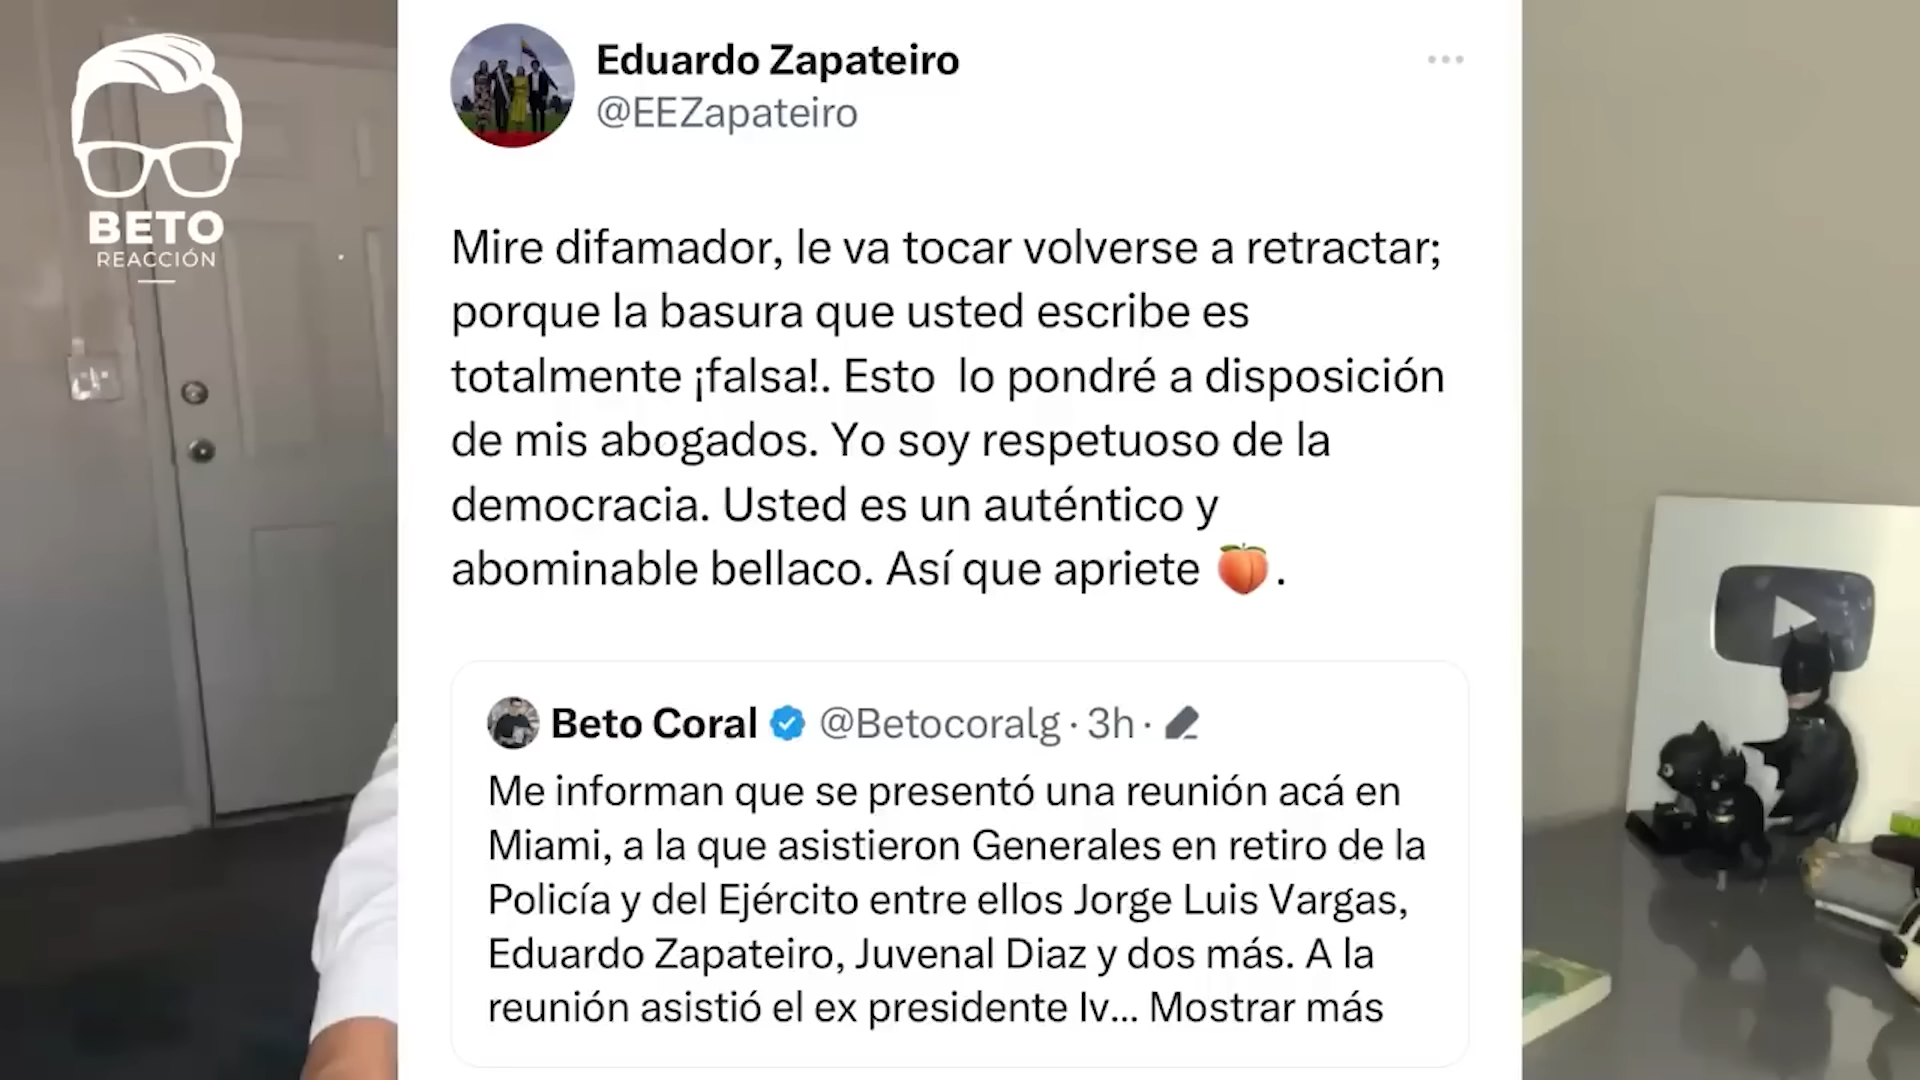 BETO
REACCIÓN
Eduardo Zapateiro
@EEZapateiro
Mire difamador, le va tocar volverse a retractar;
porque la basura que usted escribe es
totalmente ¡falsa!. Esto lo pondré a disposición
de mis abogados. Yo soy respetuoso de la
democracia. Usted es un auténtico y
abominable bellaco. Así que apriete 🍑.
Beto Coral @Betocoralg · 3h ·
Me informan que se presentó una reunión acá en
Miami, a la que asistieron Generales en retiro de la
Policía y del Ejército entre ellos Jorge Luis Vargas,
Eduardo Zapateiro, Juvenal Diaz y dos más. A la
reunión asistió el ex presidente Iv... Mostrar más